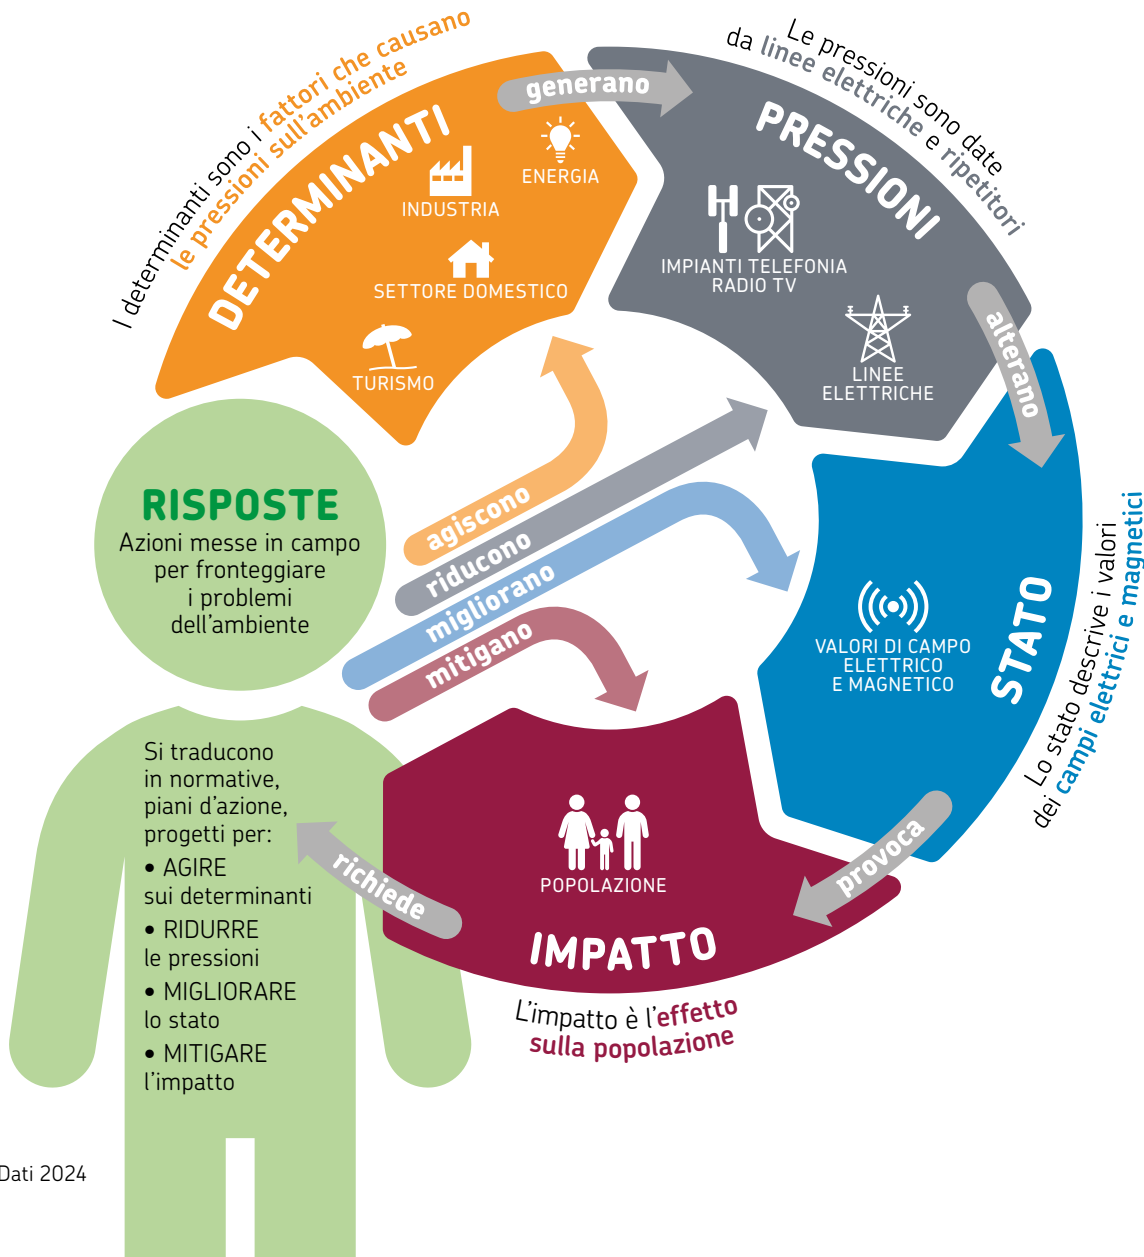 I determinanti sono i fattori che causano
le pressioni sull'ambiente
DETERMINANTI
ENERGIA
INDUSTRIA
SETTORE DOMESTICO
TURISMO
generano
Le pressioni sono date
da linee elettriche e ripetitori
PRESSIONI
IMPIANTI TELEFONIA
RADIO TV
LINEE
ELETTRICHE
alterano
STATO
VALORI DI CAMPO
ELETTRICO
E MAGNETICO
Lo stato descrive i valori
dei campi elettrici e magnetici
provoca
POPOLAZIONE
IMPATTO
L'impatto è l'effetto
sulla popolazione
richiede
RISPOSTE
Azioni messe in campo
per fronteggiare
i problemi
dell'ambiente
agiscono
riducono
migliorano
mitigano
Si traducono
in normative,
piani d'azione,
progetti per:
• AGIRE
sui determinanti
• RIDURRE
le pressioni
• MIGLIORARE
lo stato
• MITIGARE
l'impatto
Dati 2024